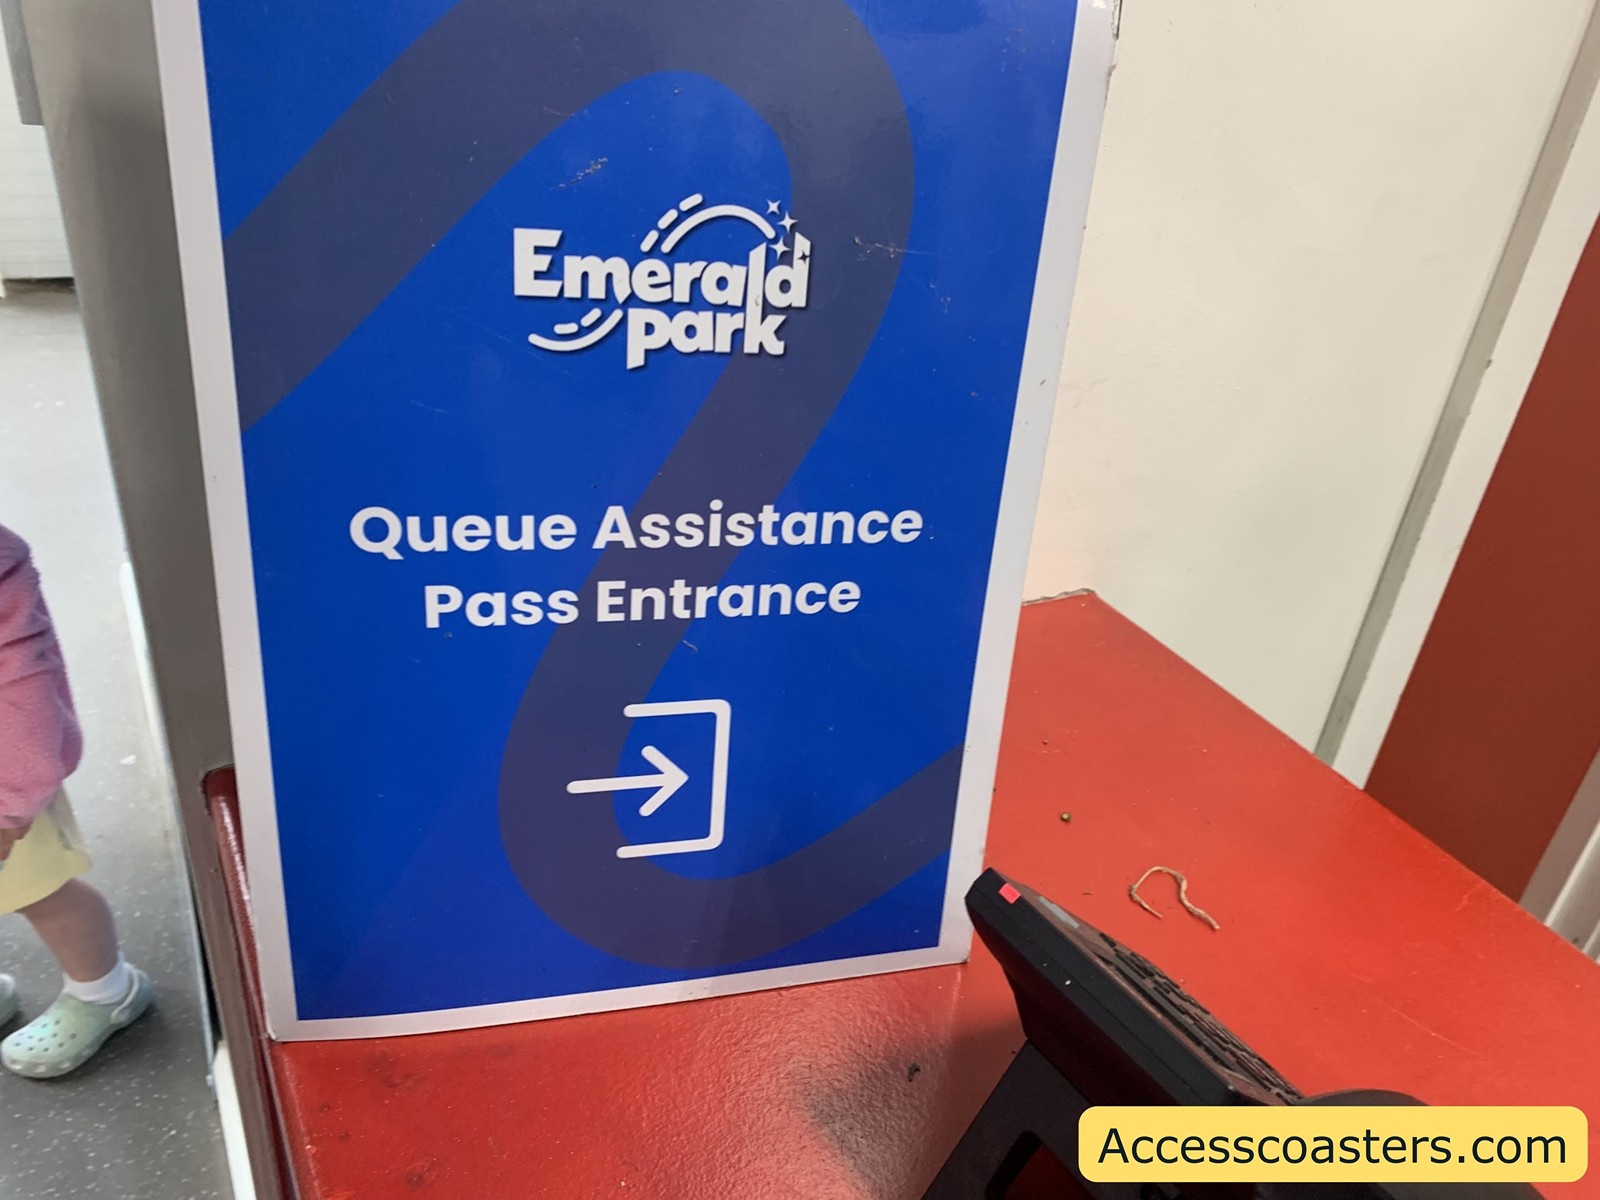 Emerald
park
Queue Assistance
Pass Entrance
Accesscoasters.com